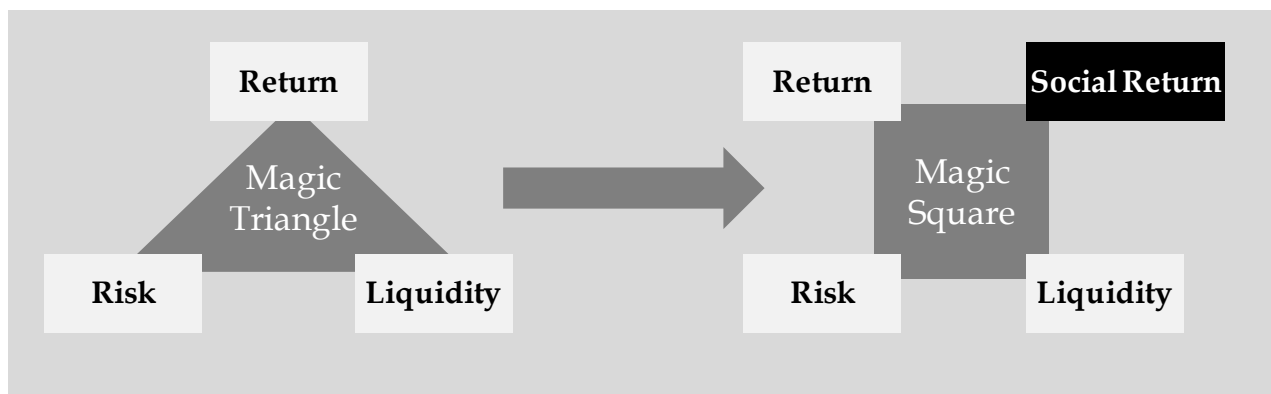 Return
Magic
Triangle
Risk
Liquidity
Return
Social Return
Magic
Square
Risk
Liquidity